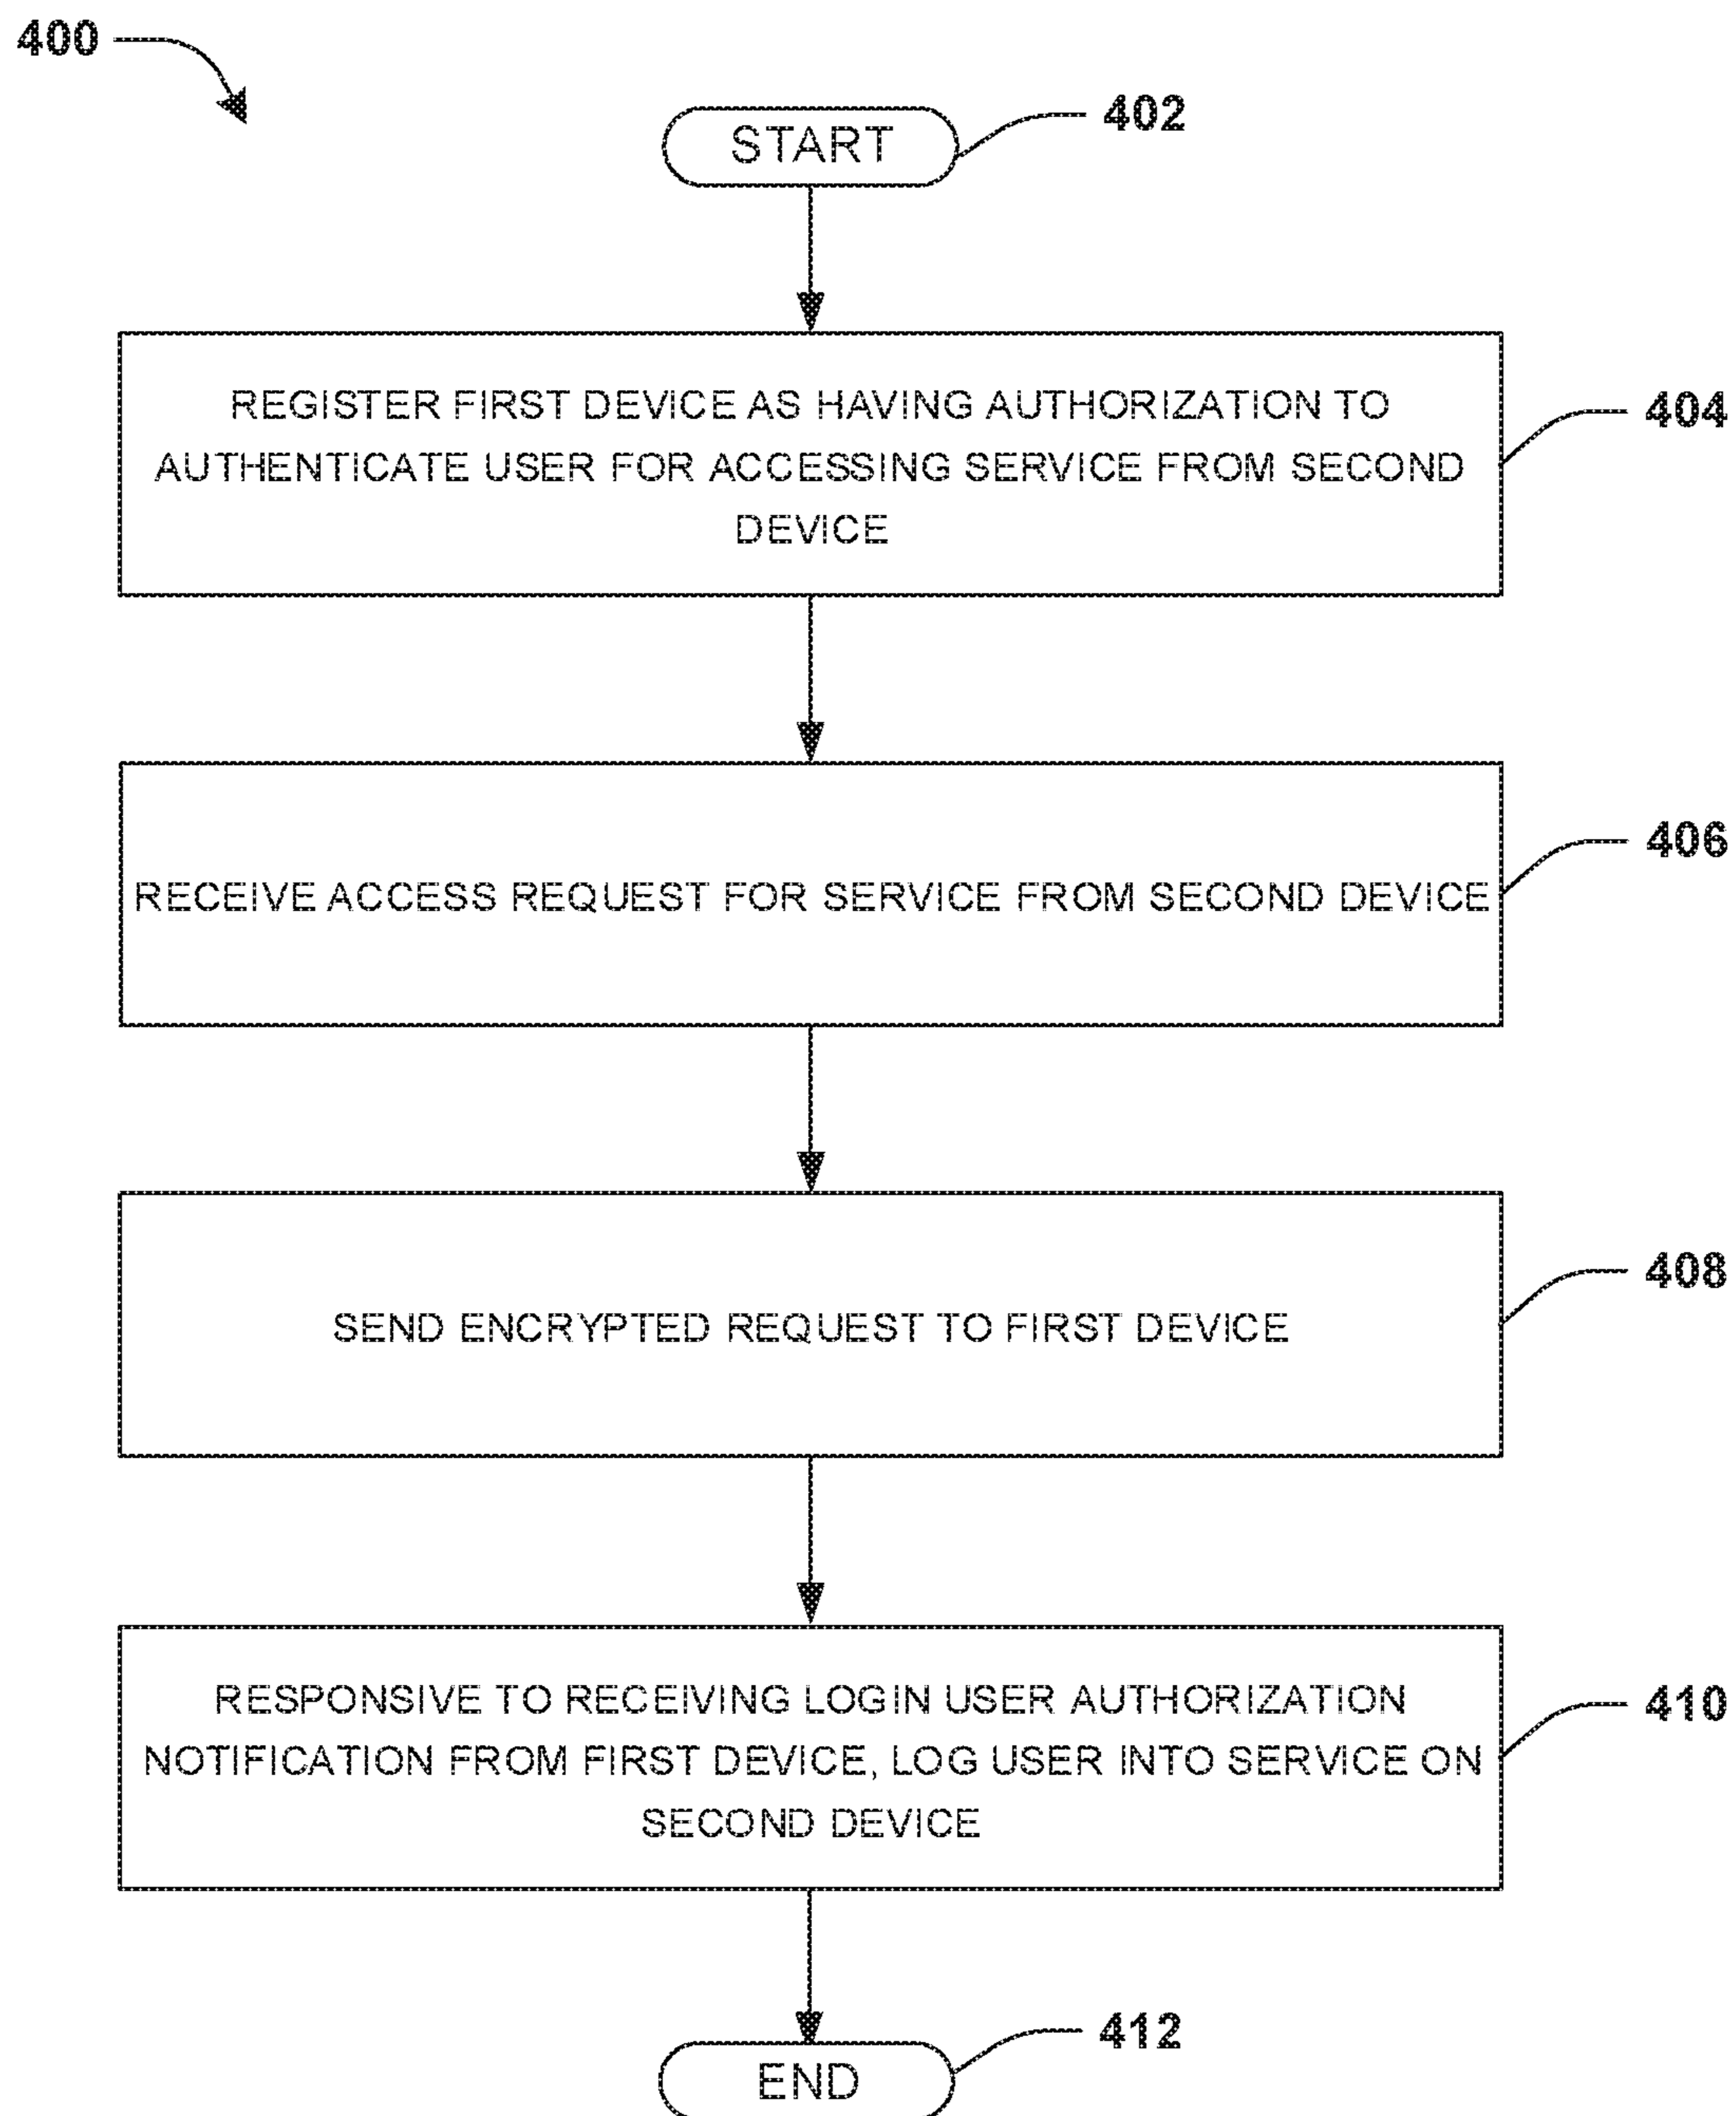 400
START
402
REGISTER FIRST DEVICE AS HAVING AUTHORIZATION TO
AUTHENTICATE USER FOR ACCESSING SERVICE FROM SECOND
DEVICE
404
RECEIVE ACCESS REQUEST FOR SERVICE FROM SECOND DEVICE
406
SEND ENCRYPTED REQUEST TO FIRST DEVICE
408
RESPONSIVE TO RECEIVING LOGIN USER AUTHORIZATION
NOTIFICATION FROM FIRST DEVICE, LOG USER INTO SERVICE ON
SECOND DEVICE
410
END
412